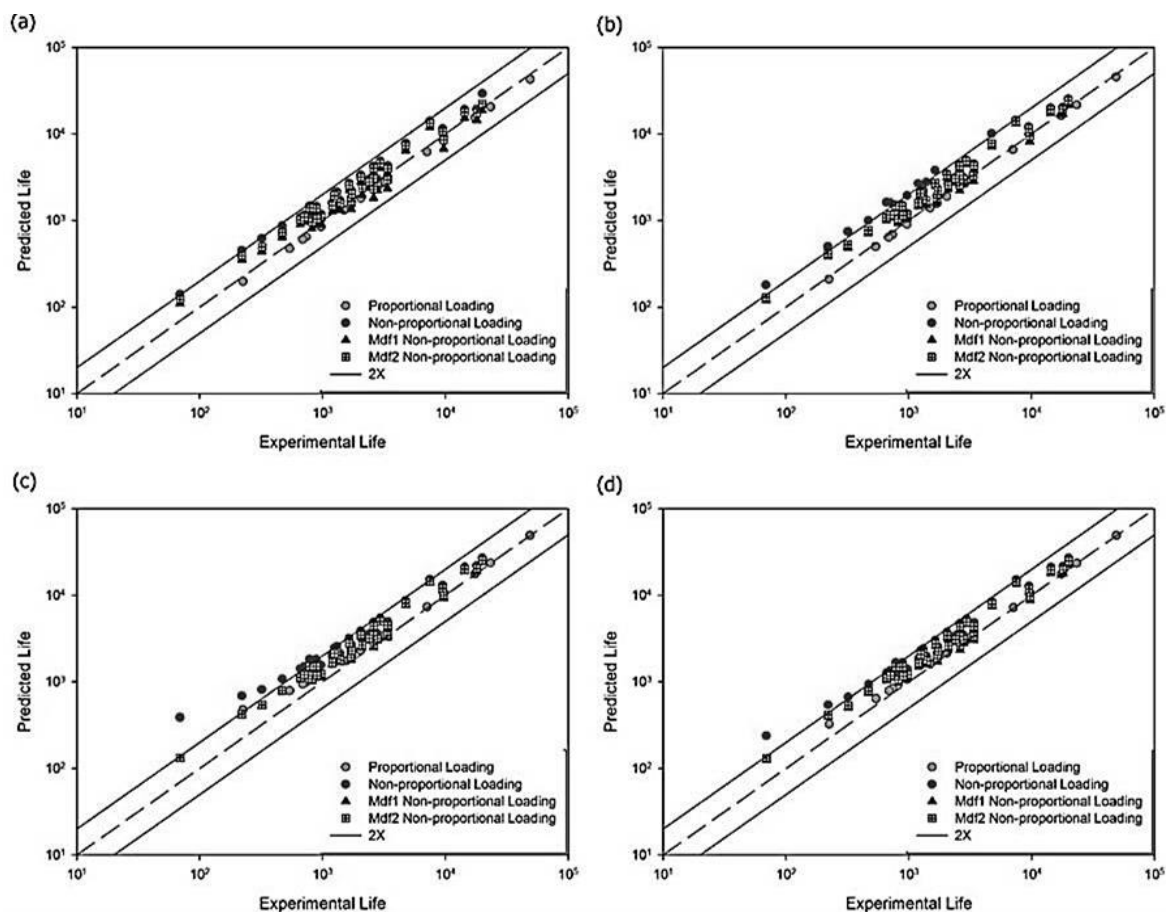 (a)
10⁵
10⁴
10³
10²
10¹
Predicted Life
Proportional Loading
Non-proportional Loading
Mdf1 Non-proportional Loading
Mdf2 Non-proportional Loading
2X
10¹ 10² 10³ 10⁴ 10⁵
Experimental Life
(b)
10⁵
10⁴
10³
10²
10¹
Predicted Life
Proportional Loading
Non-proportional Loading
Mdf1 Non-proportional Loading
Mdf2 Non-proportional Loading
2X
10¹ 10² 10³ 10⁴ 10⁵
Experimental Life
(c)
10⁵
10⁴
10³
10²
10¹
Predicted Life
Proportional Loading
Non-proportional Loading
Mdf1 Non-proportional Loading
Mdf2 Non-proportional Loading
2X
10¹ 10² 10³ 10⁴ 10⁵
Experimental Life
(d)
10⁵
10⁴
10³
10²
10¹
Predicted Life
Proportional Loading
Non-proportional Loading
Mdf1 Non-proportional Loading
Mdf2 Non-proportional Loading
2X
10¹ 10² 10³ 10⁴ 10⁵
Experimental Life